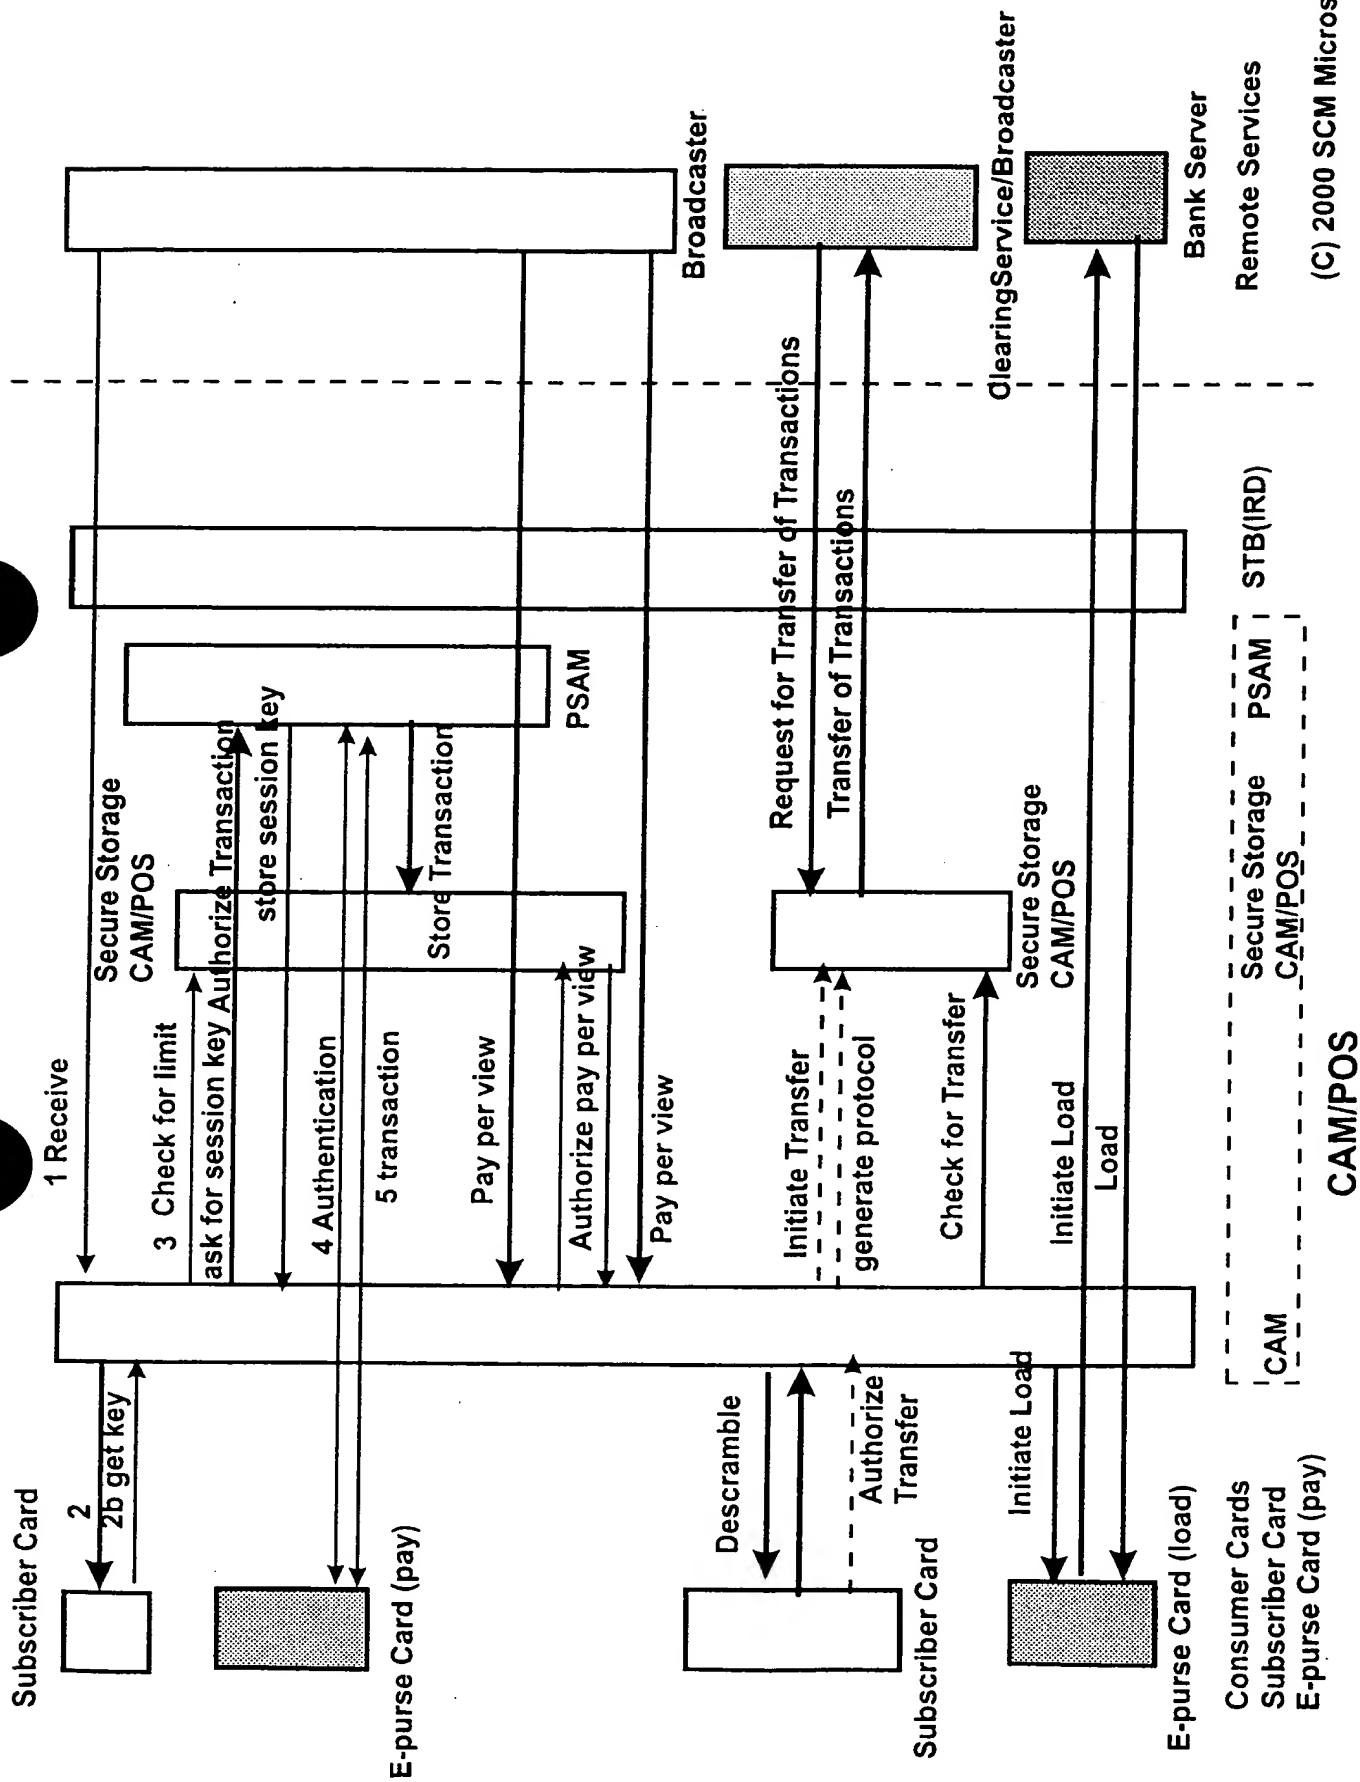 Subscriber Card
2
2b get key
1 Receive
Secure Storage
CAM/POS
3 Check for limit
ask for session key Authorize Transaction
store session key
4 Authentication
5 transaction
Store Transaction
PSAM
E-purse Card (pay)
Pay per view
Authorize pay per view
Pay per view
Broadcaster
Descramble
Authorize
Transfer
Subscriber Card
Initiate Transfer
generate protocol
Check for Transfer
Request for Transfer of Transactions
Transfer of Transactions
Secure Storage
CAM/POS
ClearingService/Broadcaster
Initiate Load
Initiate Load
Load
E-purse Card (load)
Bank Server
Consumer Cards
Subscriber Card
E-purse Card (pay)
CAM
Secure Storage
CAM/POS
PSAM
STB(IRD)
Remote Services
CAM/POS
(C) 2000 SCM Micros